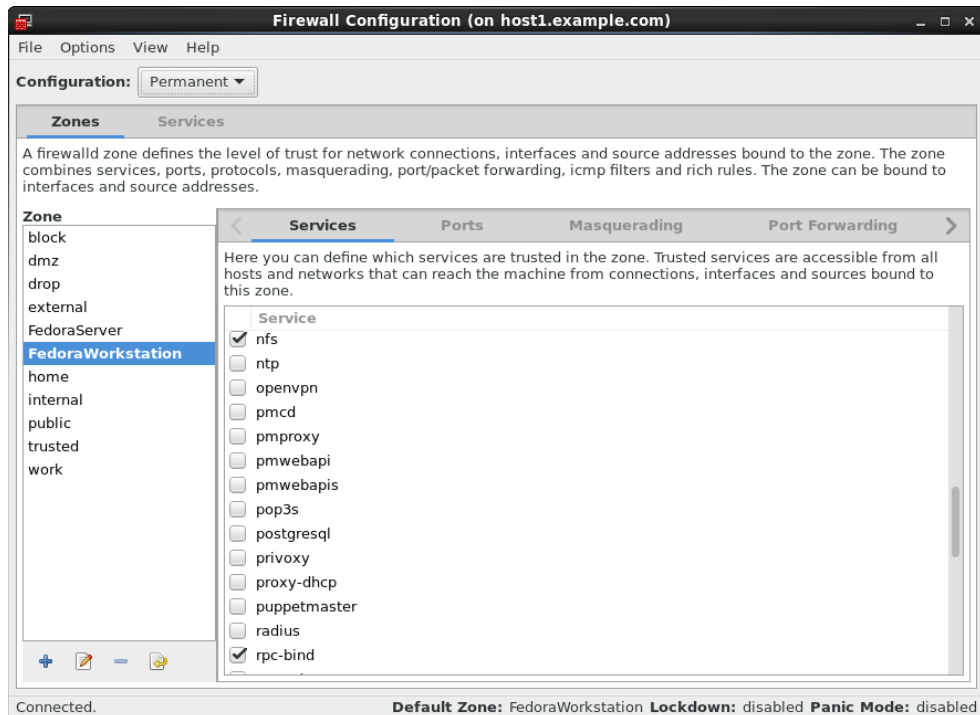 Firewall Configuration (on host1.example.com)
File Options View Help
Configuration: Permanent
Zones Services
A firewalld zone defines the level of trust for network connections, interfaces and source addresses bound to the zone. The zone
combines services, ports, protocols, masquerading, port/packet forwarding, icmp filters and rich rules. The zone can be bound to
interfaces and source addresses.
Zone
block
dmz
drop
external
FedoraServer
FedoraWorkstation
home
internal
public
trusted
work
Services Ports Masquerading Port Forwarding
Here you can define which services are trusted in the zone. Trusted services are accessible from all
hosts and networks that can reach the machine from connections, interfaces and sources bound to
this zone.
Service
nfs
ntp
openvpn
pmcd
pmproxy
pmwebapi
pmwebapis
pop3s
postgresql
privoxy
proxy-dhcp
puppetmaster
radius
rpc-bind
Connected.
Default Zone: FedoraWorkstation Lockdown: disabled Panic Mode: disabled